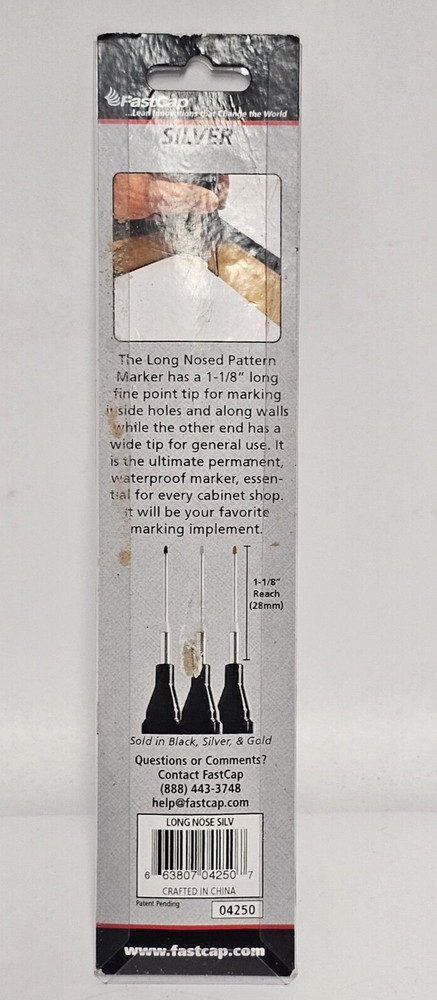 FastCap
...Lean Innovations that Change the World
SILVER
The Long Nosed Pattern
Marker has a 1-1/8" long
fine point tip for marking
inside holes and along walls
while the other end has a
wide tip for general use. It
is the ultimate permanent,
waterproof marker, essen-
tial for every cabinet shop.
It will be your favorite
marking implement.
1-1/8"
Reach
(28mm)
Sold in Black, Silver, & Gold
Questions or Comments?
Contact FastCap
(888) 443-3748
help@fastcap.com
LONG NOSE SILV
6 63807 04250 7
CRAFTED IN CHINA
Patent Pending
04250
www.fastcap.com